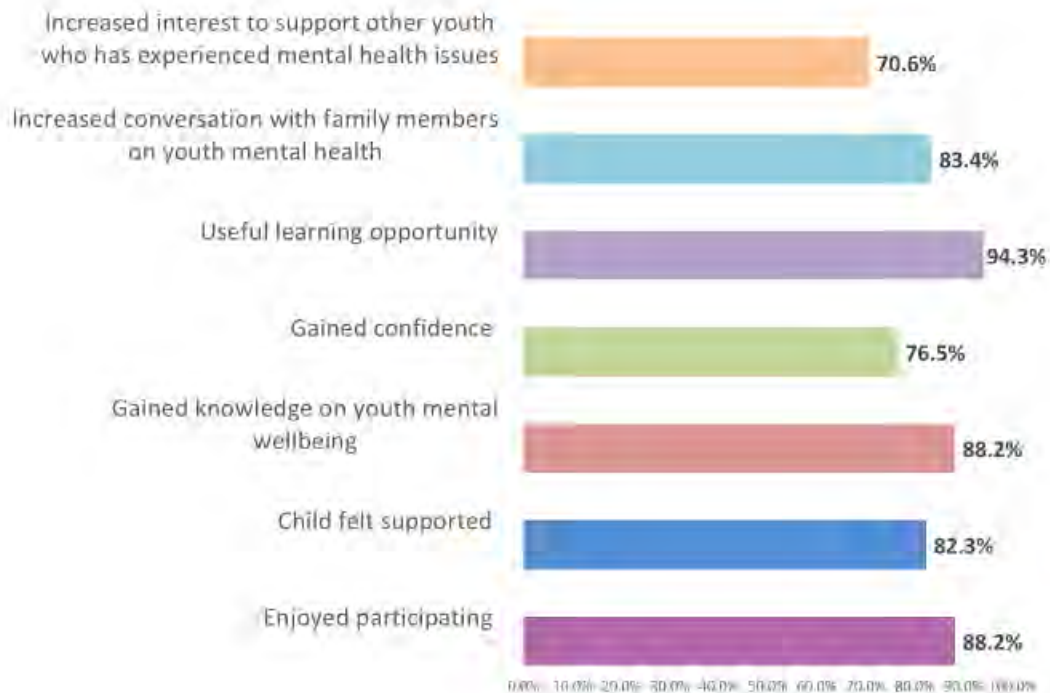 Increased interest to support other youth
who has experienced mental health issues
70.6%
Increased conversation with family members
on youth mental health
83.4%
Useful learning opportunity
94.3%
Gained confidence
76.5%
Gained knowledge on youth mental
wellbeing
88.2%
Child felt supported
82.3%
Enjoyed participating
88.2%
0.0% 10.0% 20.0% 30.0% 40.0% 50.0% 60.0% 70.0% 80.0% 90.0% 100.0%